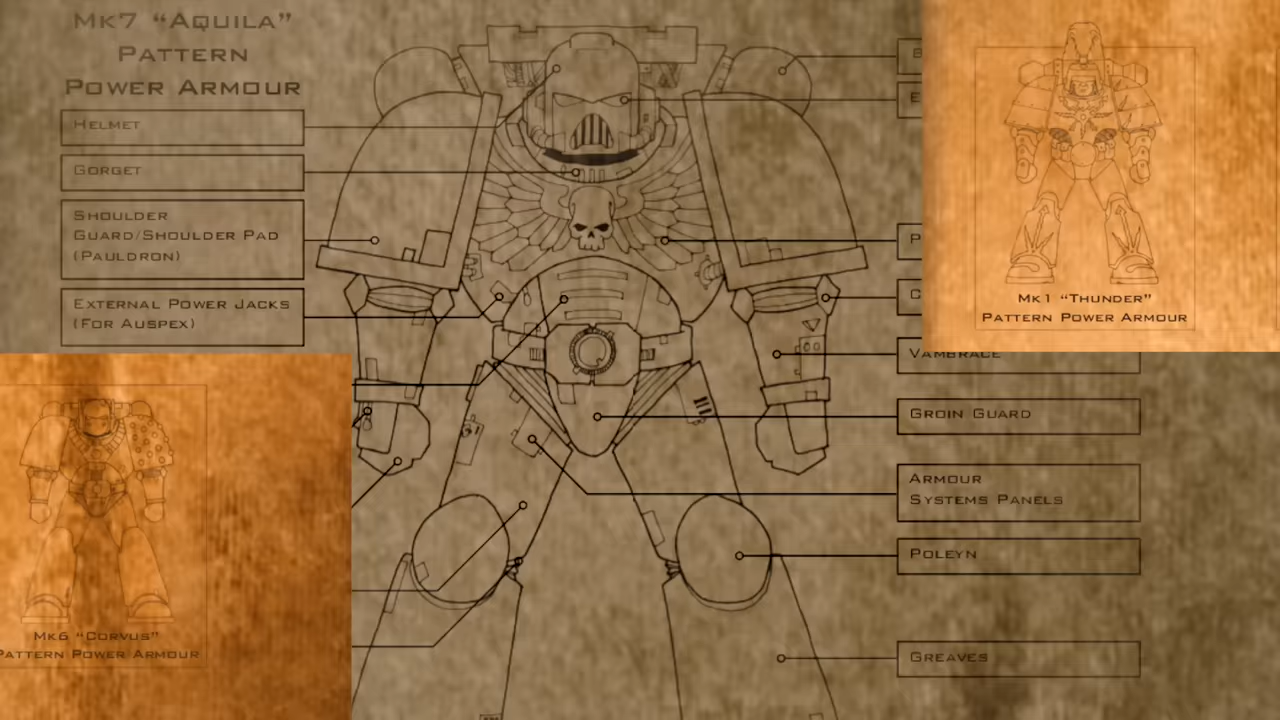 Mk7 "Aquila"
Pattern
Power Armour
Helmet
Gorget
Shoulder
Guard/Shoulder Pad
(Pauldron)
External Power Jacks
(For Auspex)
Mk6 "Corvus"
Pattern Power Armour
B
E
P
C
Mk1 "Thunder"
Pattern Power Armour
Vambrace
Groin Guard
Armour
Systems Panels
Poleyn
Greaves